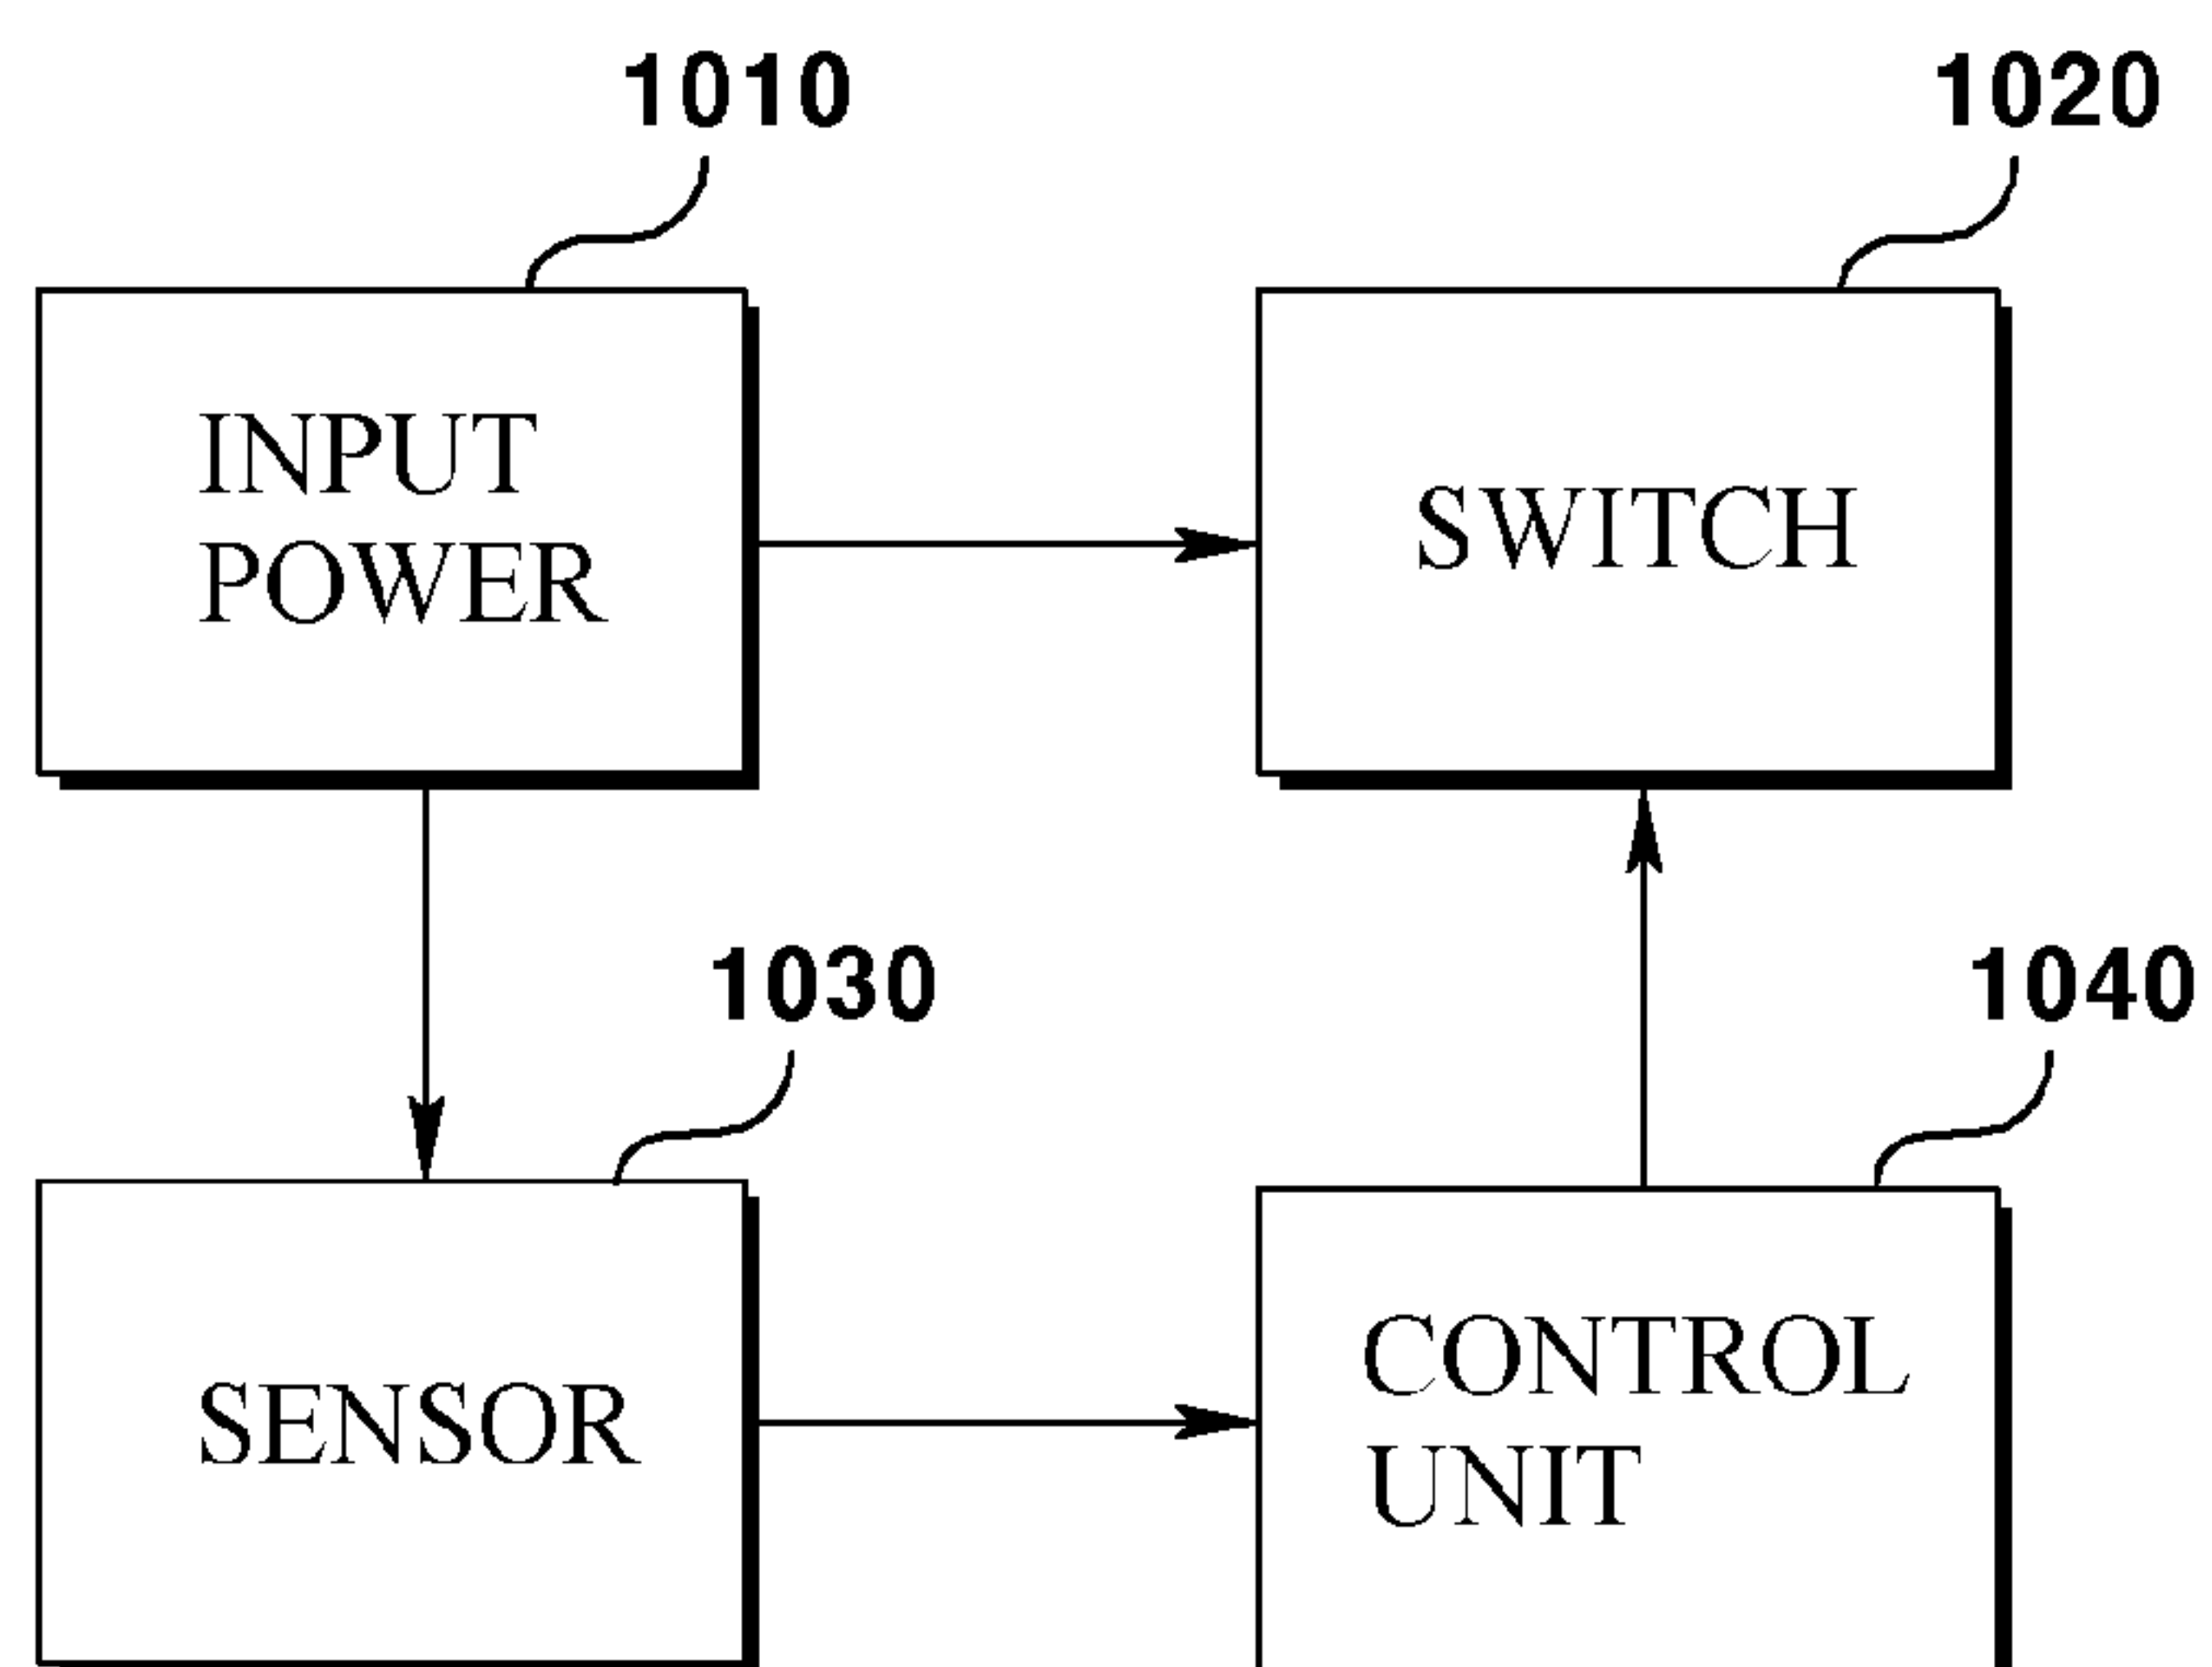 1010
1020
INPUT
POWER
SWITCH
1030
1040
SENSOR
CONTROL
UNIT